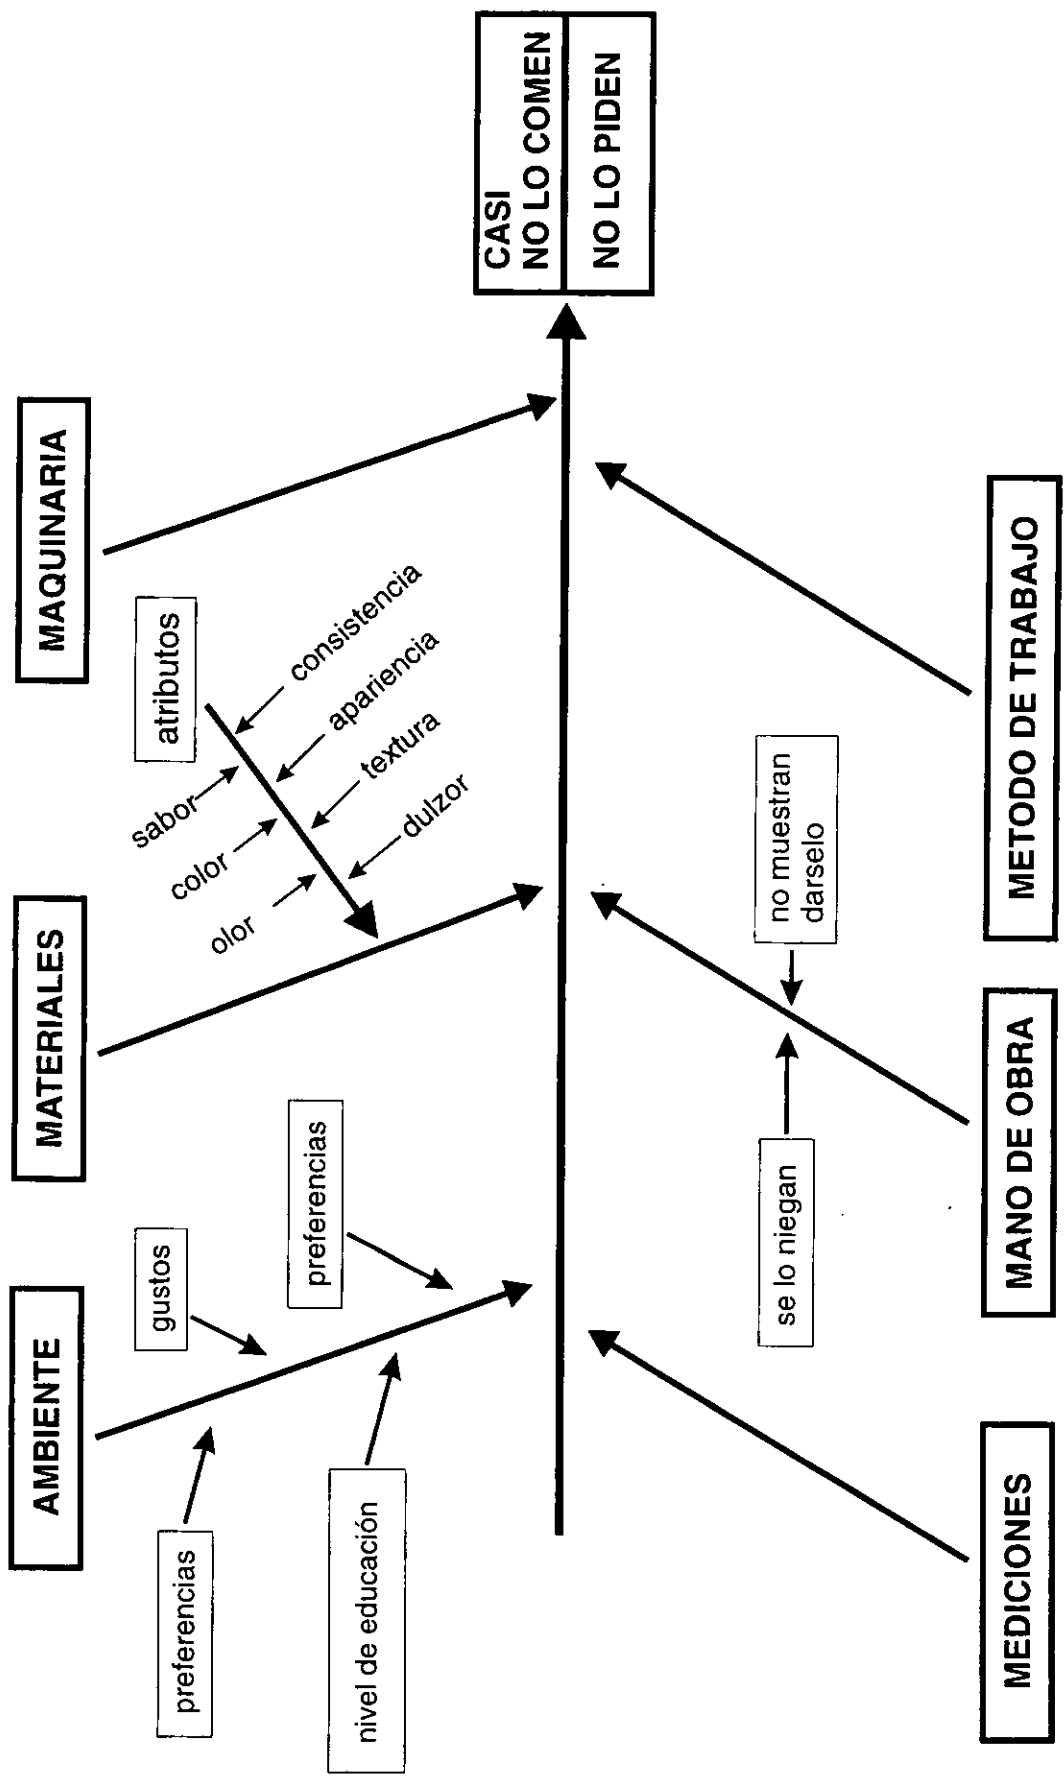 AMBIENTE
MATERIALES
MAQUINARIA
preferencias
gustos
nivel de educación
preferencias
atributos
sabor
color
olor
consistencia
apariencia
textura
dulzor
CASI
NO LO COMEN
NO LO PIDEN
se lo niegan
no muestran
darselo
MEDICIONES
MANO DE OBRA
METODO DE TRABAJO